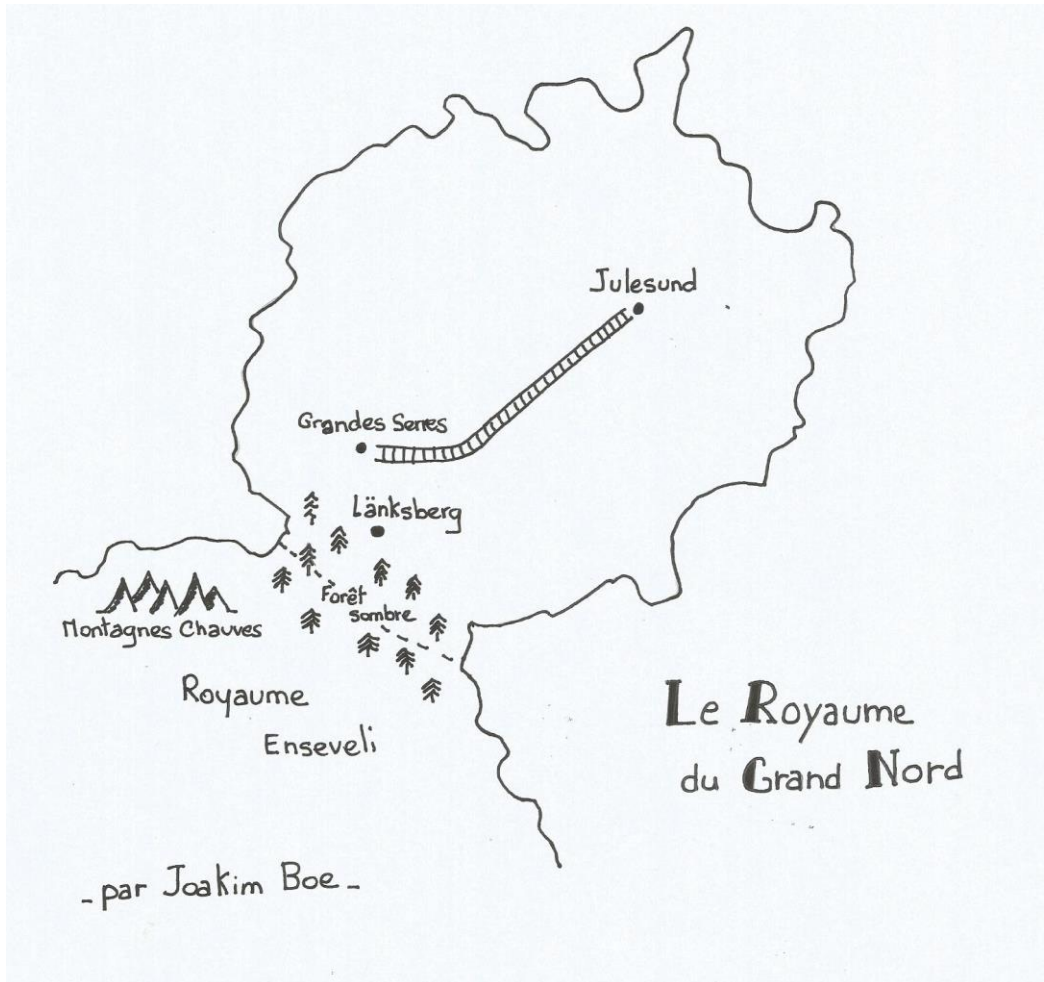 Julesund
Grandes Serres
Länksberg
Forêt
sombre
Montagnes Chauves
Royaume
Enseveli
Le Royaume
du Grand Nord
- par Joakim Boe -